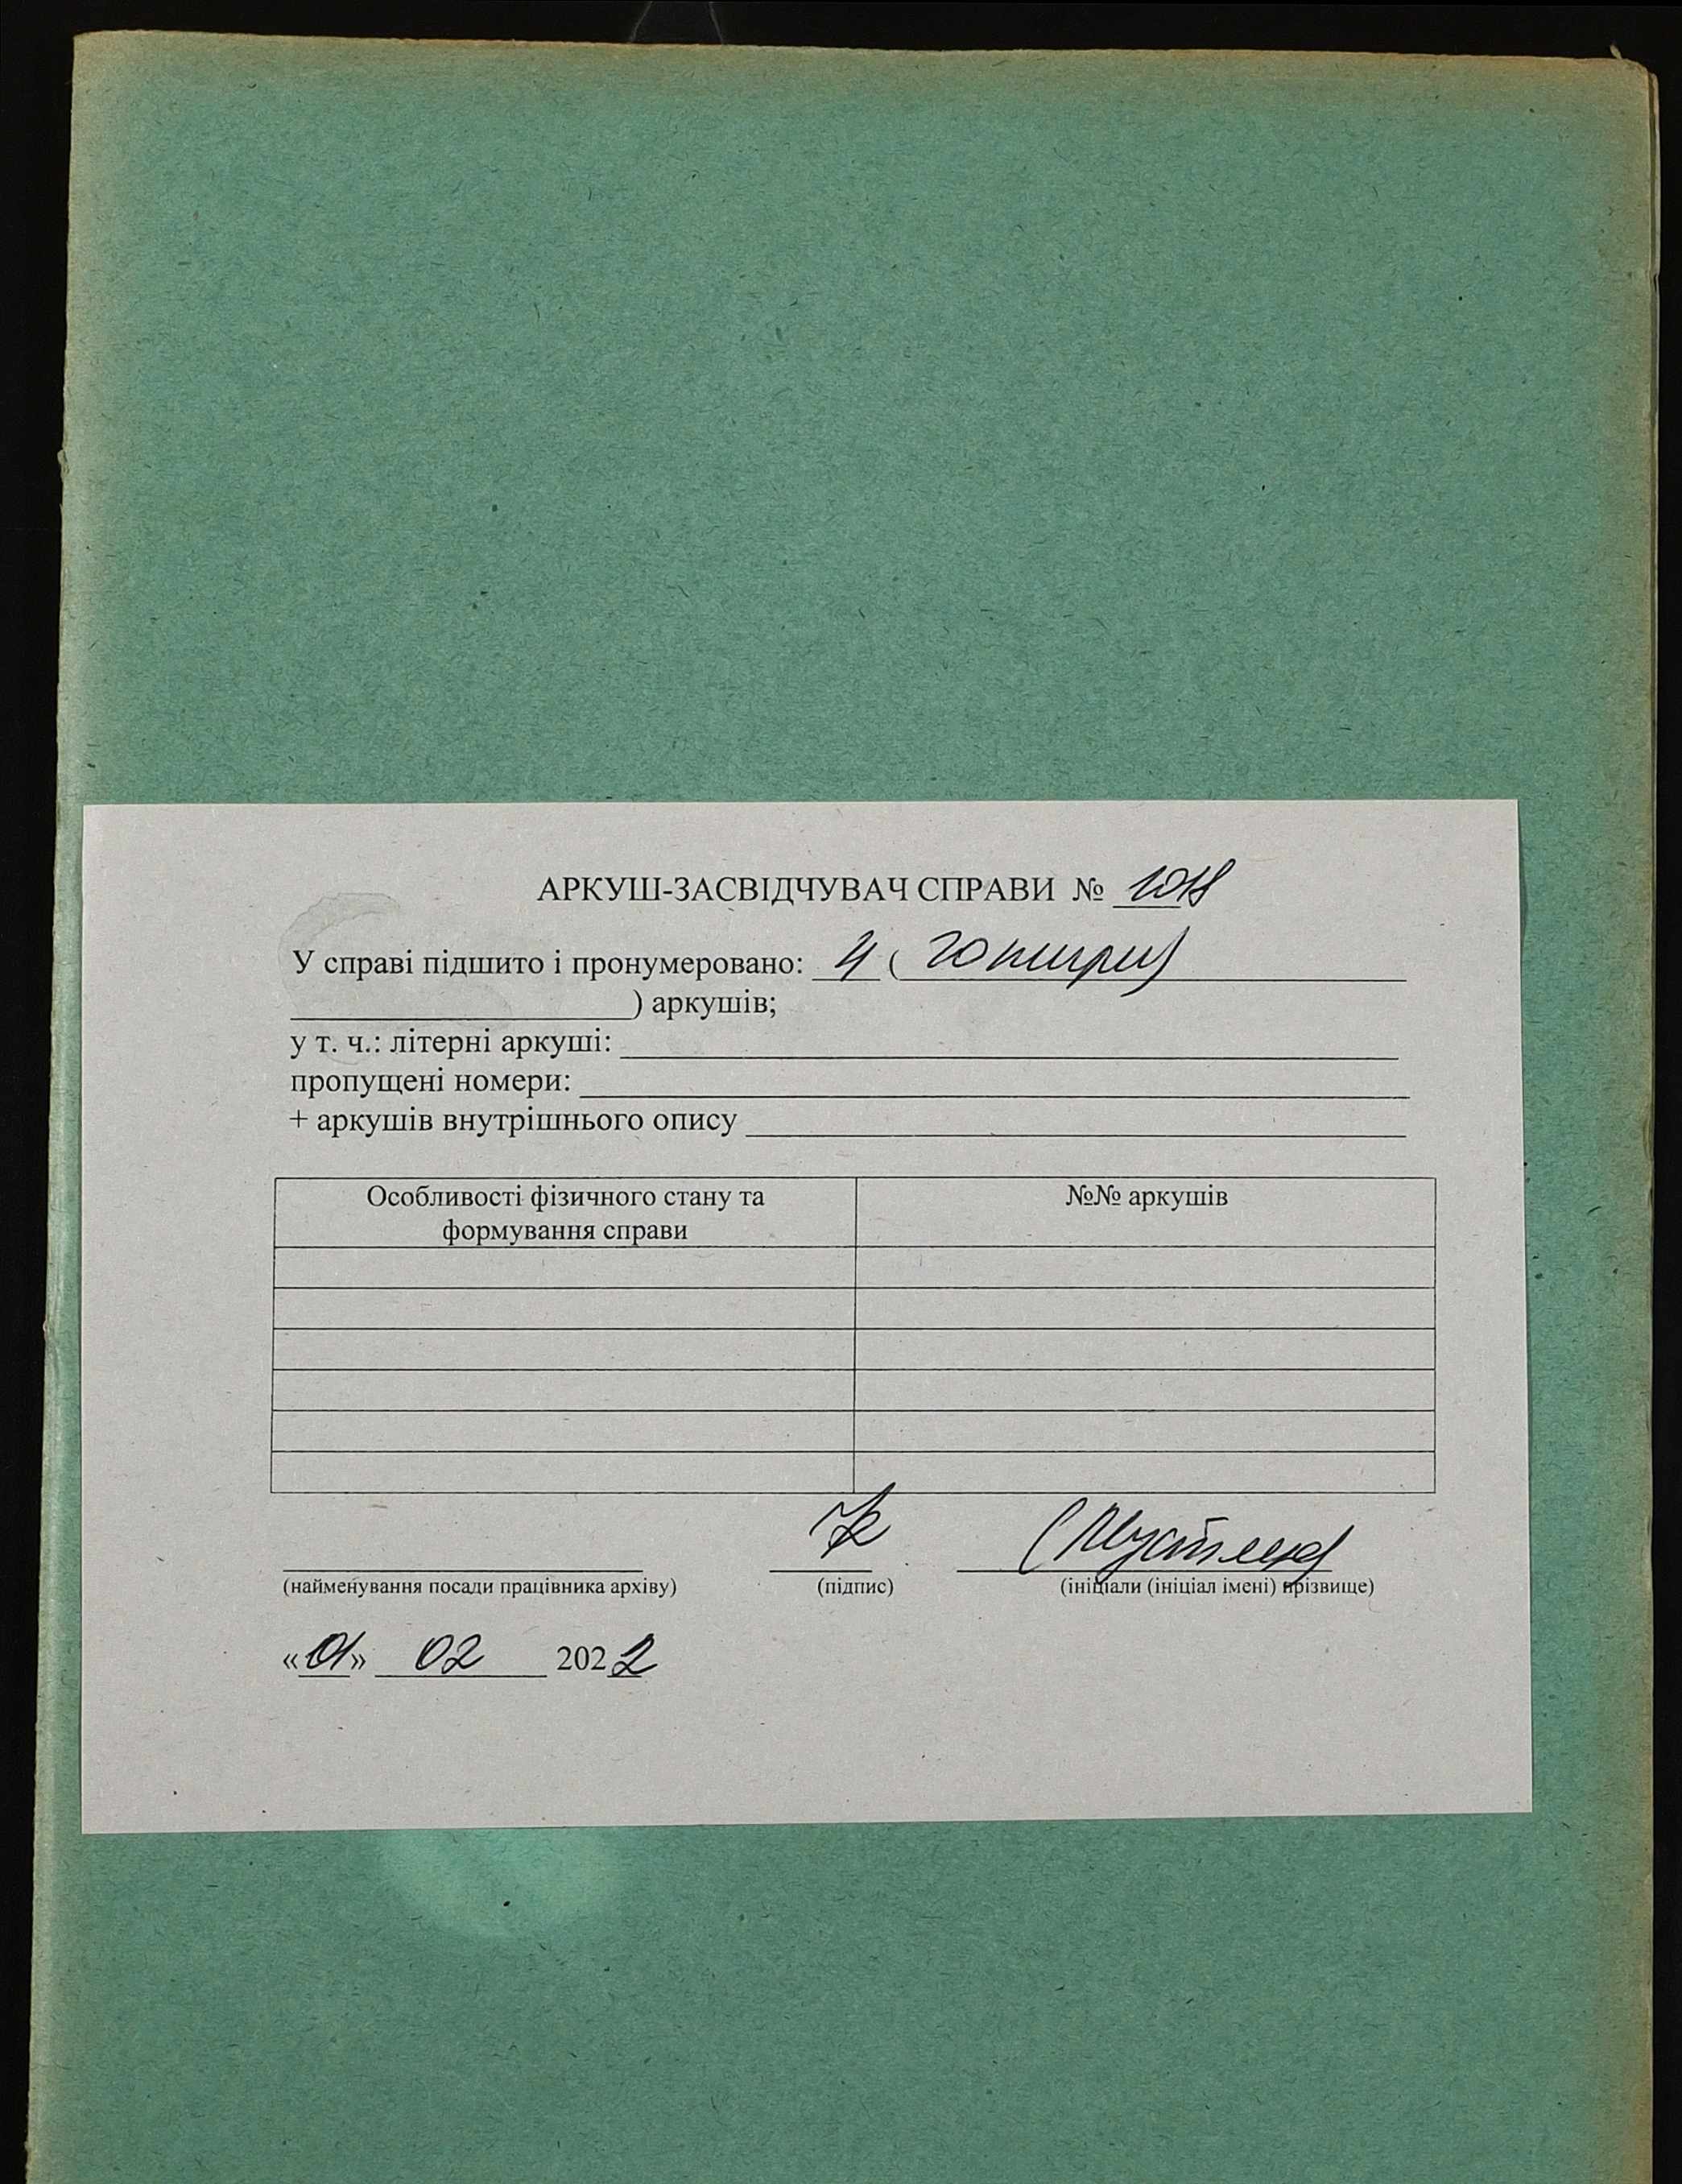 АРКУШ-ЗАСВІДЧУВАЧ СПРАВИ № 1018
У справі підшито і пронумеровано: 4 ( чотири)
) аркушів;
у т. ч.: літерні аркуші:
пропущені номери:
+ аркушів внутрішнього опису
Особливості фізичного стану та формування справи
№№ аркушів
(найменування посади працівника архіву) (підпис) (ініціали (ініціал імені) прізвище)
«01» 02 2022